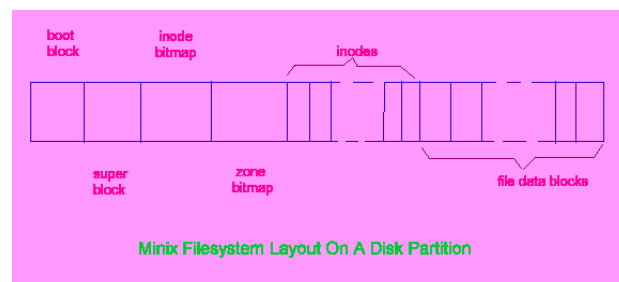 boot
block
inode
bitmap
inodes
super
block
zone
bitmap
file data blocks
Minix Filesystem Layout On A Disk Partition